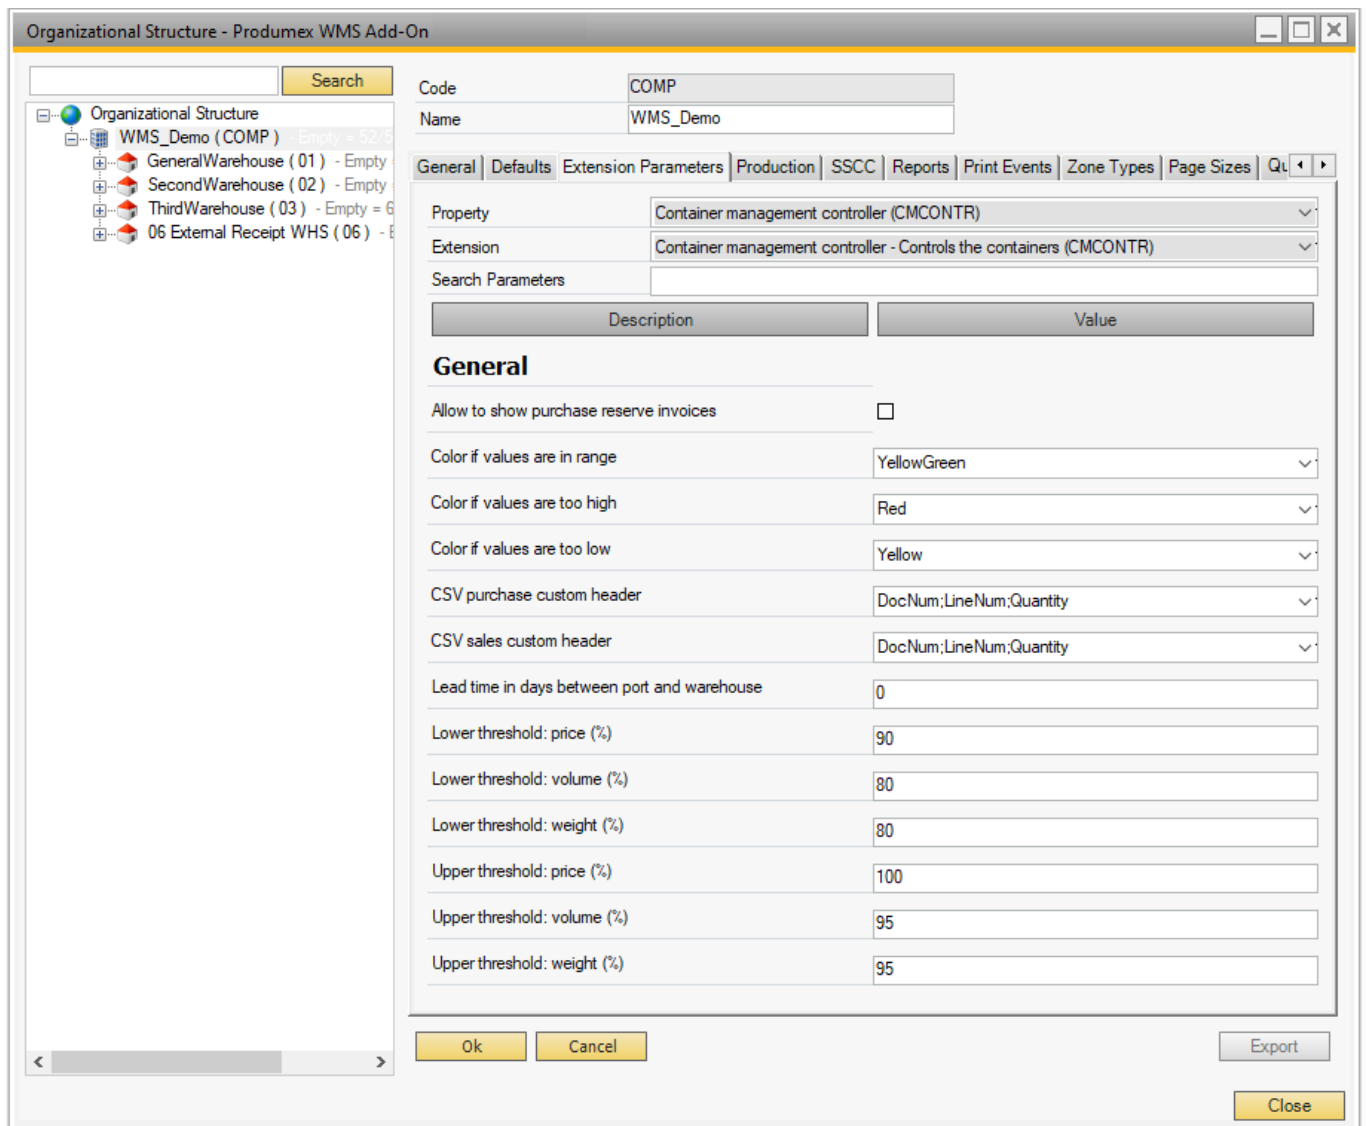 Organizational Structure - Produmex WMS Add-On
Search
Organizational Structure
WMS_Demo ( COMP ) - Empty = 52/5
GeneralWarehouse ( 01 ) - Empty
SecondWarehouse ( 02 ) - Empty
ThirdWarehouse ( 03 ) - Empty = 6
06 External Receipt WHS ( 06 ) - E
Code COMP
Name WMS_Demo
General Defaults Extension Parameters Production SSCC Reports Print Events Zone Types Page Sizes Qu
Property Container management controller (CMCONTR)
Extension Container management controller - Controls the containers (CMCONTR)
Search Parameters
Description Value
General
Allow to show purchase reserve invoices
Color if values are in range YellowGreen
Color if values are too high Red
Color if values are too low Yellow
CSV purchase custom header DocNum;LineNum;Quantity
CSV sales custom header DocNum;LineNum;Quantity
Lead time in days between port and warehouse 0
Lower threshold: price (%) 90
Lower threshold: volume (%) 80
Lower threshold: weight (%) 80
Upper threshold: price (%) 100
Upper threshold: volume (%) 95
Upper threshold: weight (%) 95
Ok Cancel Export
Close